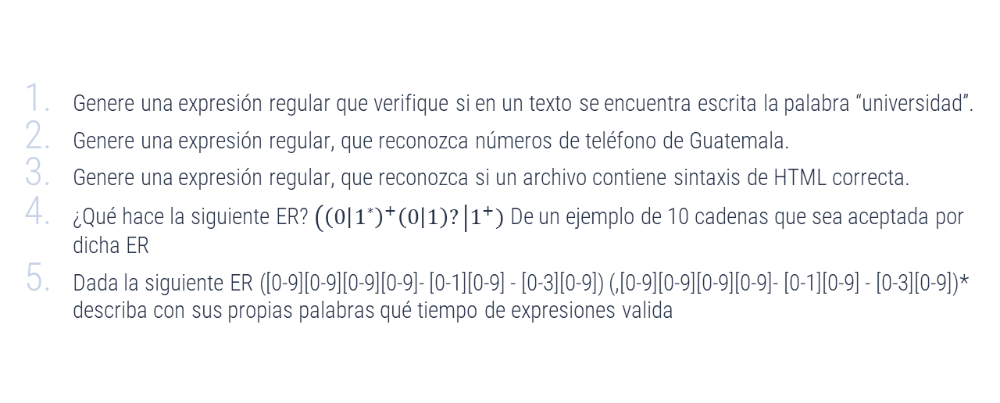 1. Genere una expresión regular que verifique si en un texto se encuentra escrita la palabra “universidad”.
2. Genere una expresión regular, que reconozca números de teléfono de Guatemala.
3. Genere una expresión regular, que reconozca si un archivo contiene sintaxis de HTML correcta.
4. ¿Qué hace la siguiente ER? ((0|1*)⁺(0|1)?|1⁺) De un ejemplo de 10 cadenas que sea aceptada por
dicha ER
5. Dada la siguiente ER ([0-9][0-9][0-9][0-9]- [0-1][0-9] - [0-3][0-9]) (,[0-9][0-9][0-9][0-9]- [0-1][0-9] - [0-3][0-9])*
describa con sus propias palabras qué tiempo de expresiones valida